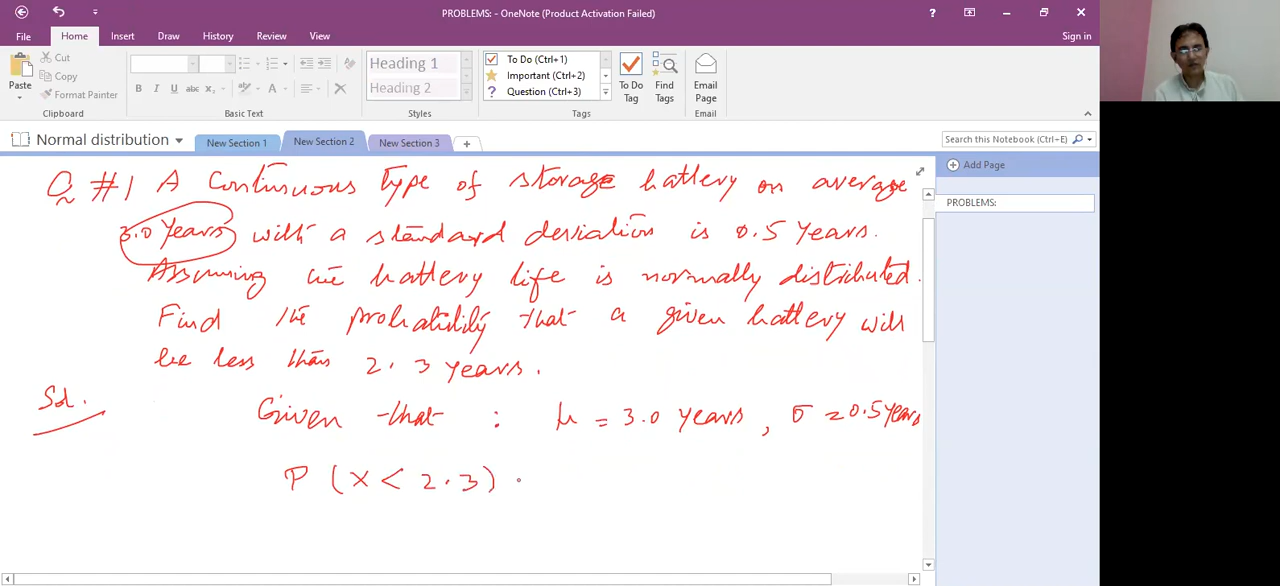 PROBLEMS: - OneNote (Product Activation Failed)
?
File Home Insert Draw History Review View Sign in
Paste Cut Copy Format Painter
Heading 1 Heading 2
To Do (Ctrl+1)
Important (Ctrl+2)
Question (Ctrl+3)
To Do Tag Find Tags Email Page
B I U abc x₂ A
Clipboard Basic Text Styles Tags Email
Normal distribution New Section 1 New Section 2 New Section 3 + Search this Notebook (Ctrl+E)
Add Page
PROBLEMS:
Q #1 A Continuous type of storage battery on average
3.0 years with a standard deviation is 0.5 years.
Assuming the battery life is normally distributed.
Find the probability that a given battery will
be less than 2.3 years.
Sol.
Given that : μ = 3.0 years, σ = 0.5 years
P (X < 2.3)